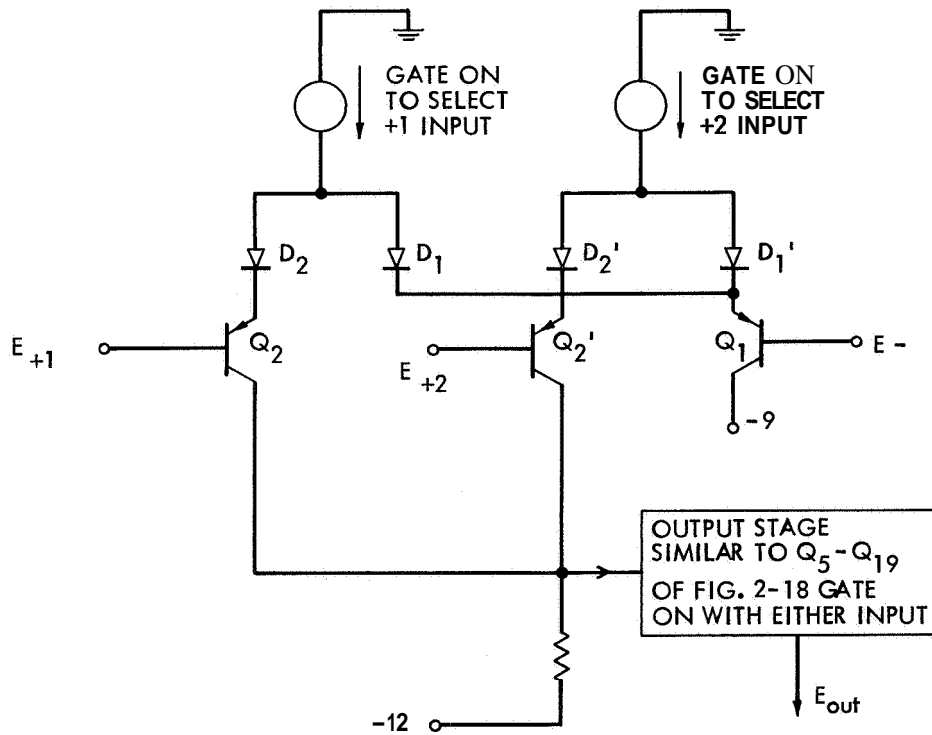 GATE ON
TO SELECT
+1 INPUT
GATE ON
TO SELECT
+2 INPUT
D2
D1
D2'
D1'
E+1
Q2
E+2
Q2'
Q1
E-
-9
OUTPUT STAGE
SIMILAR TO Q5-Q19
OF FIG. 2-18 GATE
ON WITH EITHER INPUT
-12
Eout